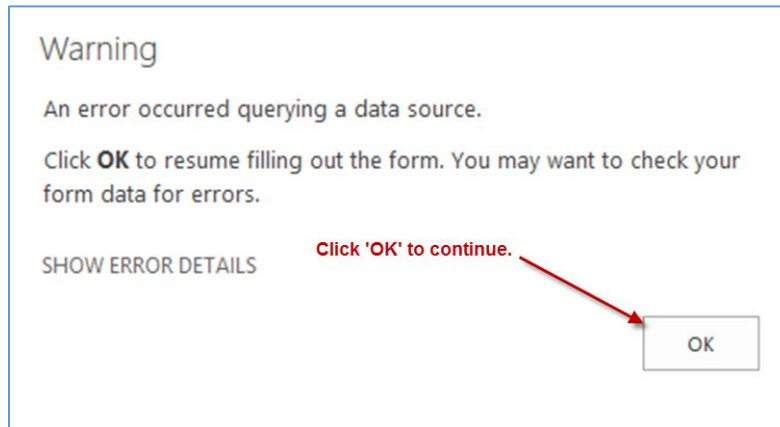 Warning
An error occurred querying a data source.
Click OK to resume filling out the form. You may want to check your
form data for errors.
Click 'OK' to continue.
SHOW ERROR DETAILS
OK